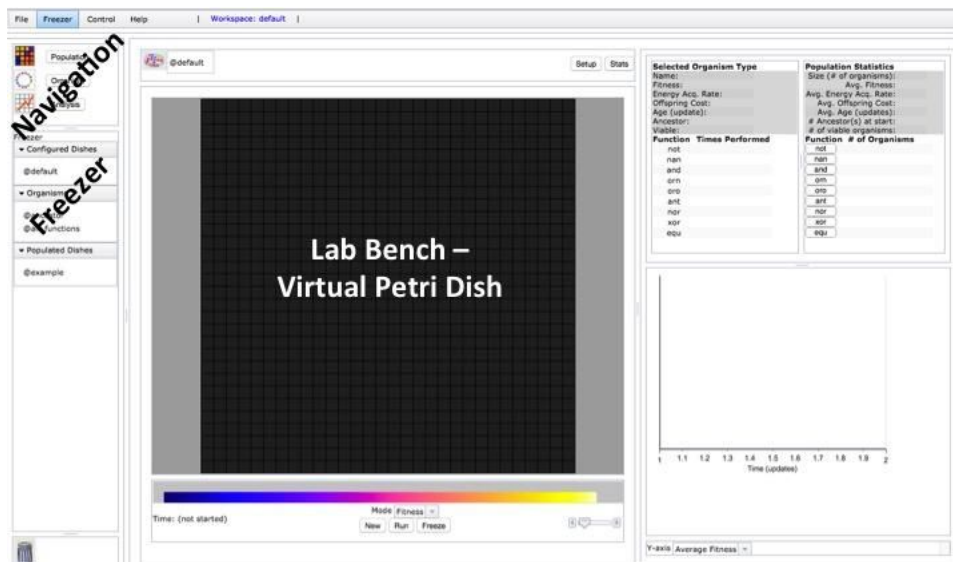 File Freezer Control Help | Workspace: default |
Navigation
Freezer
Freezer
▾ Configured Dishes
@default
▾ Organism
functions
▾ Populated Dishes
@example
@default
Setup Stats
Lab Bench –
Virtual Petri Dish
Time: (not started)
Mode Fitness
New Run Freeze
Selected Organism Type
Name:
Fitness:
Energy Acq. Rate:
Offspring Cost:
Age (update):
Ancestor:
Viable:
Function Times Performed
not
nan
and
orn
oro
ant
nor
xor
equ
Population Statistics
Size (# of organisms):
Avg. Fitness:
Avg. Energy Acq. Rate:
Avg. Offspring Cost:
Avg. Age (updates):
# Ancestor(s) at start:
# of viable organisms:
Function # of Organisms
not
nan
and
orn
oro
ant
nor
xor
equ
1 1.1 1.2 1.3 1.4 1.5 1.6 1.7 1.8 1.9 2
Time (updates)
Y-axis Average Fitness